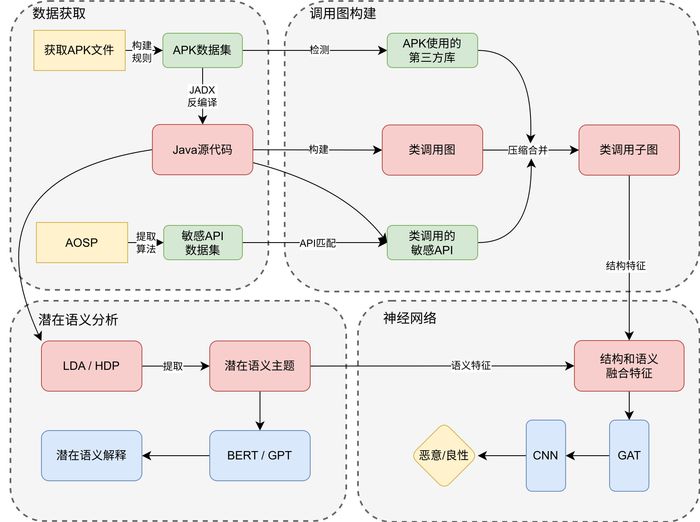 数据获取
获取APK文件
构建
规则
APK数据集
JADX
反编译
Java源代码
AOSP
提取
算法
敏感API
数据集
调用图构建
检测
APK使用的
第三方库
构建
类调用图
压缩合并
类调用子图
API匹配
类调用的
敏感API
结构特征
潜在语义分析
LDA / HDP
提取
潜在语义主题
语义特征
潜在语义解释
BERT / GPT
神经网络
结构和语义
融合特征
恶意/良性
CNN
GAT